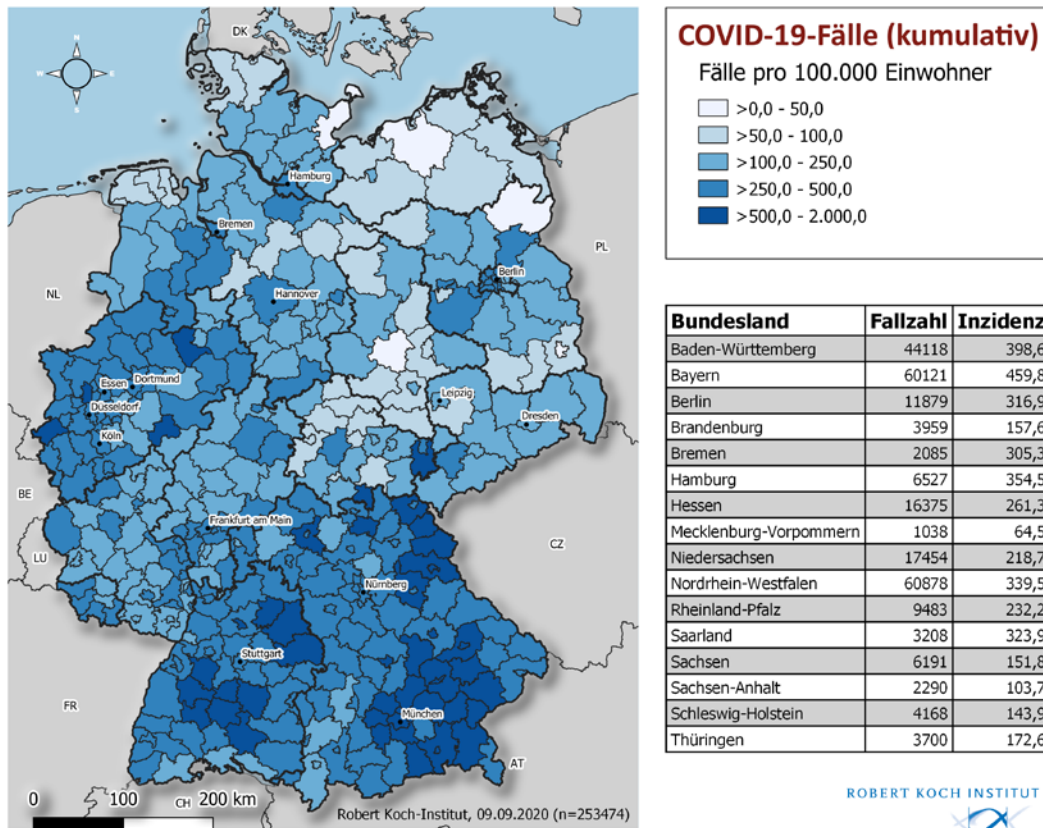 COVID-19-Fälle (kumulativ)
Fälle pro 100.000 Einwohner
>0,0 - 50,0
>50,0 - 100,0
>100,0 - 250,0
>250,0 - 500,0
>500,0 - 2.000,0
DK
N
W E
S
Hamburg
Bremen
PL
Berlin
NL
Hannover
Essen
Dortmund
Düsseldorf
Leipzig
Dresden
Köln
BE
Frankfurt am Main
LU
CZ
Nürnberg
Stuttgart
FR
München
AT
CH
0 100 200 km
Robert Koch-Institut, 09.09.2020 (n=253474)
Bundesland Fallzahl Inzidenz
Baden-Württemberg 44118 398,6
Bayern 60121 459,8
Berlin 11879 316,9
Brandenburg 3959 157,6
Bremen 2085 305,3
Hamburg 6527 354,5
Hessen 16375 261,3
Mecklenburg-Vorpommern 1038 64,5
Niedersachsen 17454 218,7
Nordrhein-Westfalen 60878 339,5
Rheinland-Pfalz 9483 232,2
Saarland 3208 323,9
Sachsen 6191 151,8
Sachsen-Anhalt 2290 103,7
Schleswig-Holstein 4168 143,9
Thüringen 3700 172,6
ROBERT KOCH INSTITUT